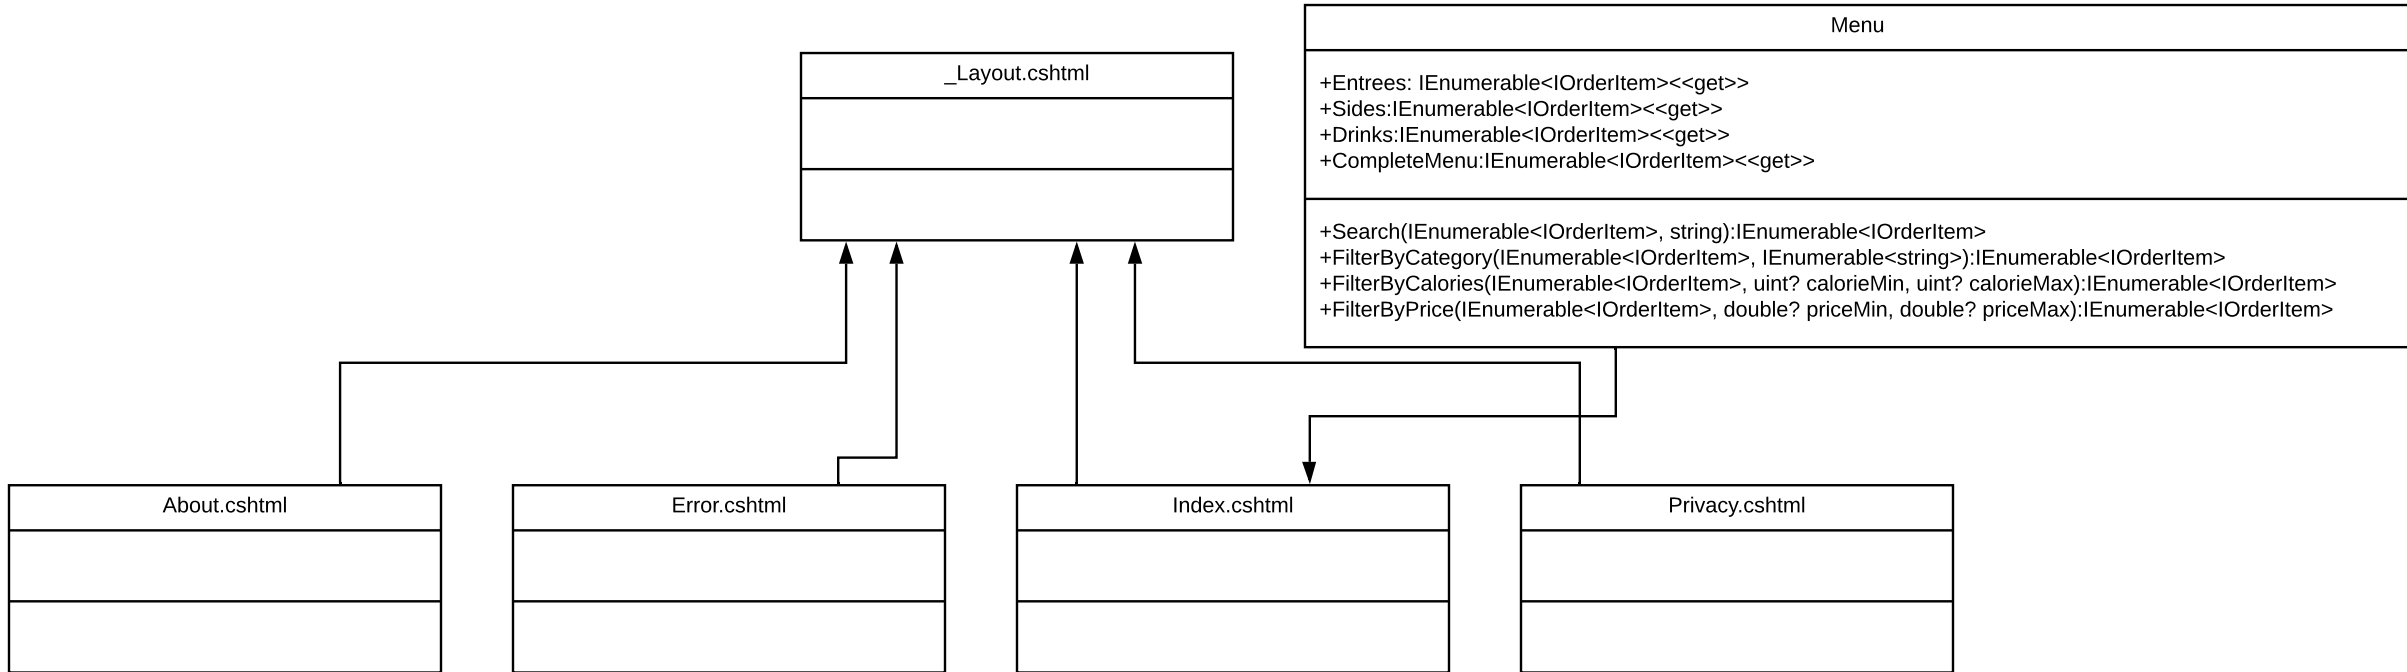 Menu
_Layout.cshtml
+Entrees: IEnumerable<IOrderItem><<get>>
+Sides:IEnumerable<IOrderItem><<get>>
+Drinks:IEnumerable<IOrderItem><<get>>
+CompleteMenu:IEnumerable<IOrderItem><<get>>
+Search(IEnumerable<IOrderItem>, string):IEnumerable<IOrderItem>
+FilterByCategory(IEnumerable<IOrderItem>, IEnumerable<string>):IEnumerable<IOrderItem>
+FilterByCalories(IEnumerable<IOrderItem>, uint? calorieMin, uint? calorieMax):IEnumerable<IOrderItem>
+FilterByPrice(IEnumerable<IOrderItem>, double? priceMin, double? priceMax):IEnumerable<IOrderItem>
About.cshtml
Error.cshtml
Index.cshtml
Privacy.cshtml